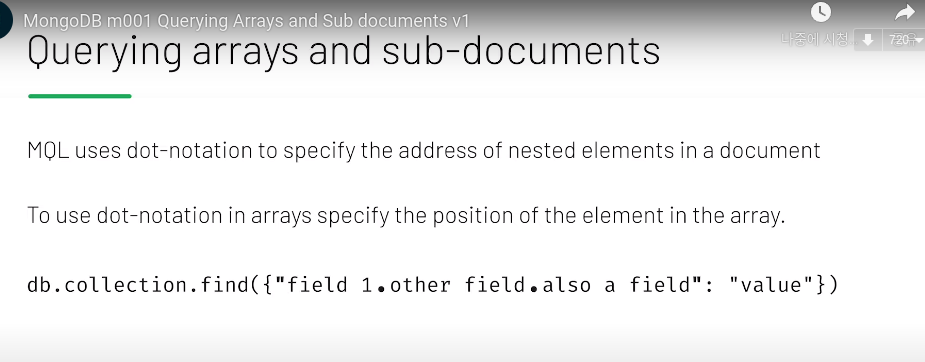 MongoDB m001 Querying Arrays and Sub documents v1
나중에 시청
Querying arrays and sub-documents
MQL uses dot-notation to specify the address of nested elements in a document
To use dot-notation in arrays specify the position of the element in the array.
db.collection.find({"field 1.other field.also a field": "value"})